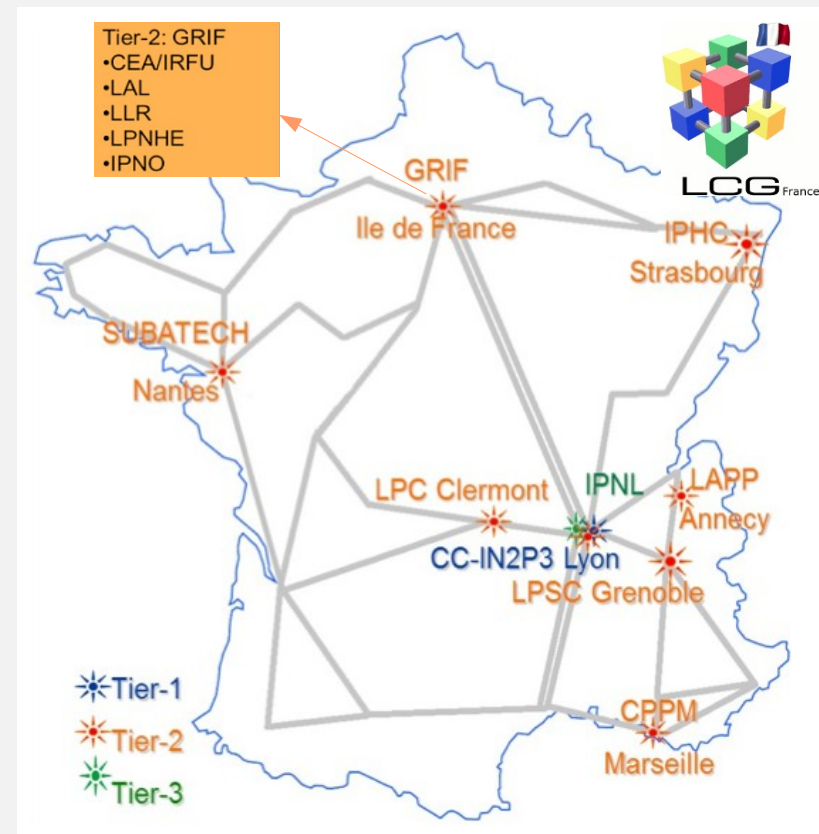 Tier-2: GRIF
•CEA/IRFU
•LAL
•LLR
•LPNHE
•IPNO
LCG France
GRIF
Ile de France
IPHC
Strasbourg
SUBATECH
Nantes
LPC Clermont
IPNL
LAPP
Annecy
CC-IN2P3 Lyon
LPSC Grenoble
Tier-1
Tier-2
Tier-3
CPPM
Marseille